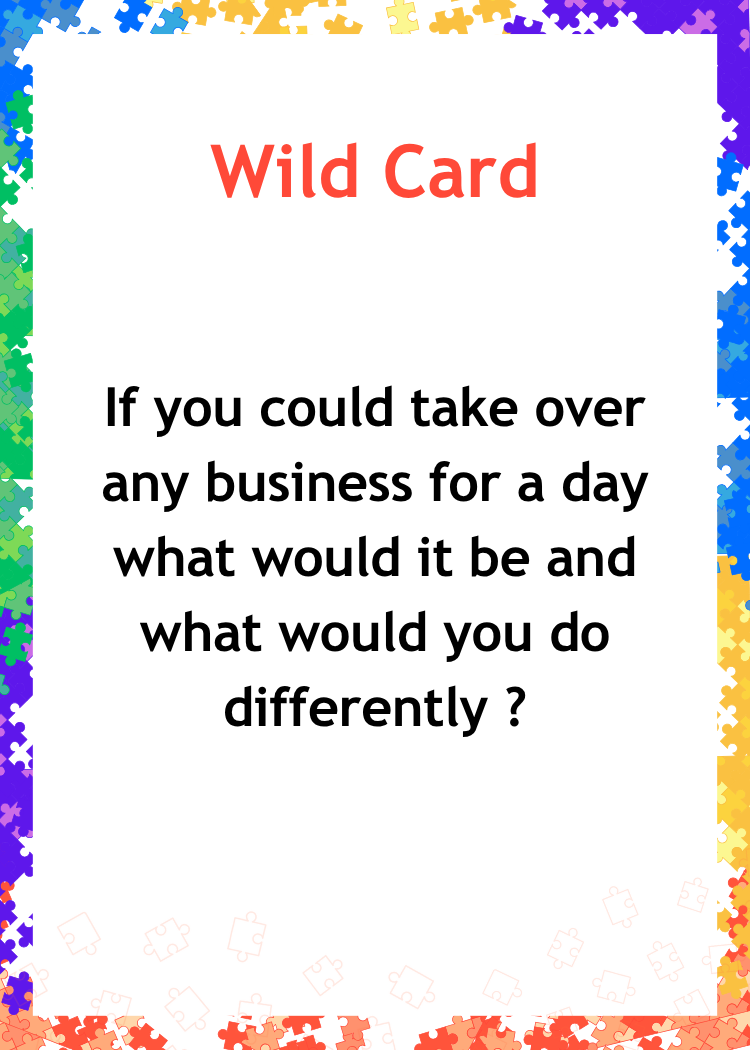 Wild Card
If you could take over
any business for a day
what would it be and
what would you do
differently ?